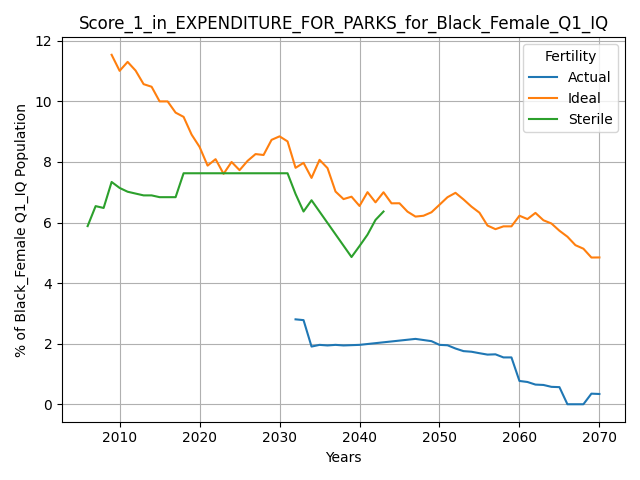 Score_1_in_EXPENDITURE_FOR_PARKS_for_Black_Female_Q1_IQ
% of Black_Female Q1_IQ Population
12
10
8
6
4
2
0
Fertility
Actual
Ideal
Sterile
2010 2020 2030 2040 2050 2060 2070
Years